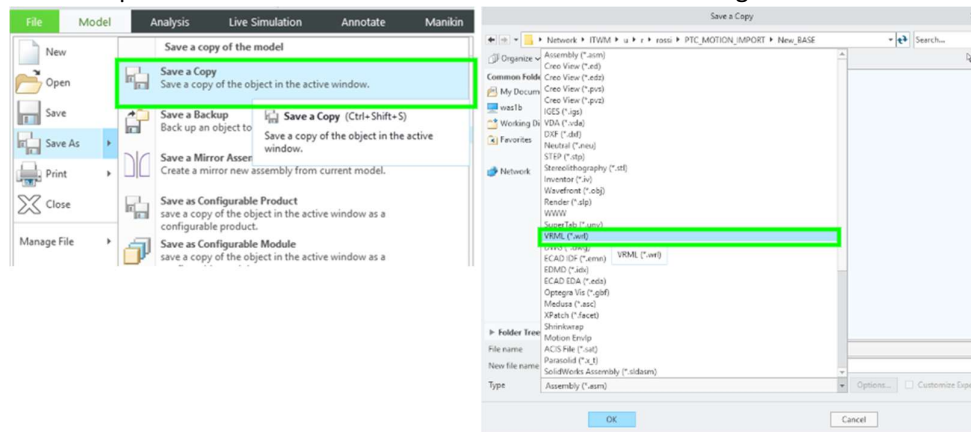 File Model Analysis Live Simulation Annotate Manikin
New
Open
Save
Save As
Print
Close
Manage File
Save a copy of the model
Save a Copy
Save a copy of the object in the active window.
Save a Backup
Back up an object to
Save a Copy (Ctrl+Shift+S)
Save a copy of the object in the active
window.
Save a Mirror Assem
Create a mirror new assembly from current model.
Save as Configurable Product
save a copy of the object in the active window as a
configurable product.
Save as Configurable Module
save a copy of the object in the active window as a
Save a Copy
Network ▸ ITWM ▸ u ▸ r ▸ rossi ▸ PTC_MOTION_IMPORT ▸ New_BASE
Search...
Organize
Common Folde
My Docum
was1b
Working Di
Favorites
Network
Assembly (*.asm)
Creo View (*.ed)
Creo View (*.edz)
Creo View (*.pvs)
Creo View (*.pvz)
IGES (*.igs)
VDA (*.vda)
DXF (*.dxf)
Neutral (*.neu)
STEP (*.stp)
Stereolithography (*.stl)
Inventor (*.iv)
Wavefront (*.obj)
Render (*.slp)
WWW
SuperTab (*.unv)
VRML (*.wrl)
VRML (*.wrl)
ECAD IDF (*.emn)
EDMD (*.idx)
ECAD EDA (*.eda)
Optegra Vis (*.gbf)
Medusa (*.asc)
XPatch (*.facet)
Shrinkwrap
Motion Envlp
ACIS File (*.sat)
Parasolid (*.x_t)
SolidWorks Assembly (*.sldasm)
Folder Tree
File name
New file name
Type
Assembly (*.asm)
Options...
Customize Exp
OK
Cancel